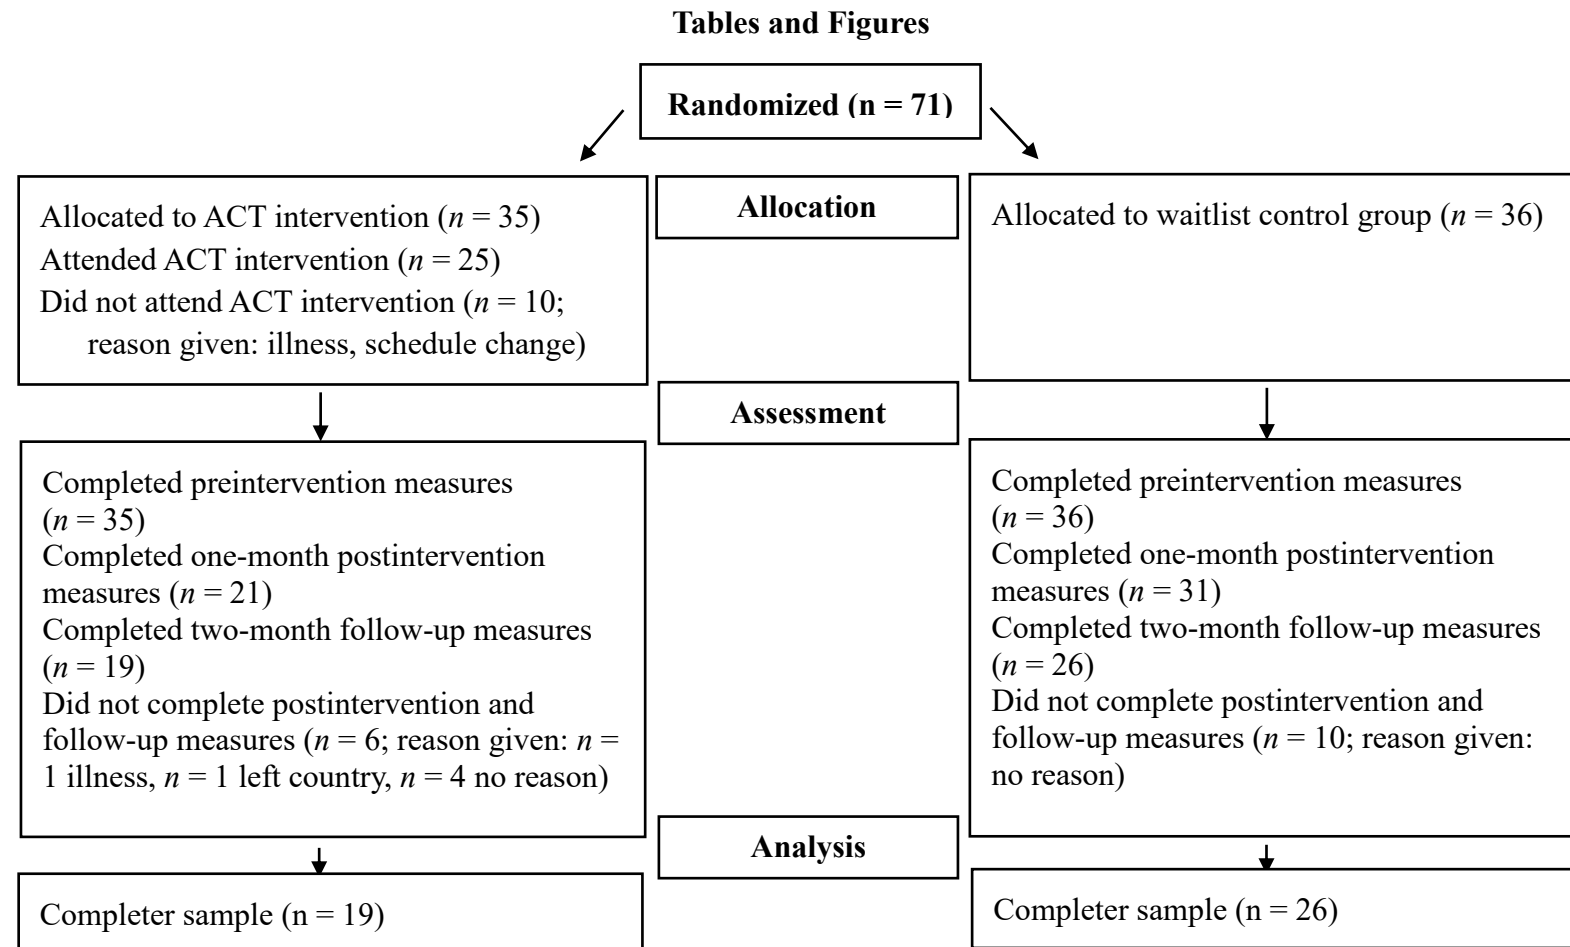 Tables and Figures
Randomized (n = 71)
Allocation
Allocated to ACT intervention (n = 35)
Attended ACT intervention (n = 25)
Did not attend ACT intervention (n = 10;
reason given: illness, schedule change)
Allocated to waitlist control group (n = 36)
Assessment
Completed preintervention measures
(n = 35)
Completed one-month postintervention
measures (n = 21)
Completed two-month follow-up measures
(n = 19)
Did not complete postintervention and
follow-up measures (n = 6; reason given: n =
1 illness, n = 1 left country, n = 4 no reason)
Completed preintervention measures
(n = 36)
Completed one-month postintervention
measures (n = 31)
Completed two-month follow-up measures
(n = 26)
Did not complete postintervention and
follow-up measures (n = 10; reason given:
no reason)
Analysis
Completer sample (n = 19)
Completer sample (n = 26)